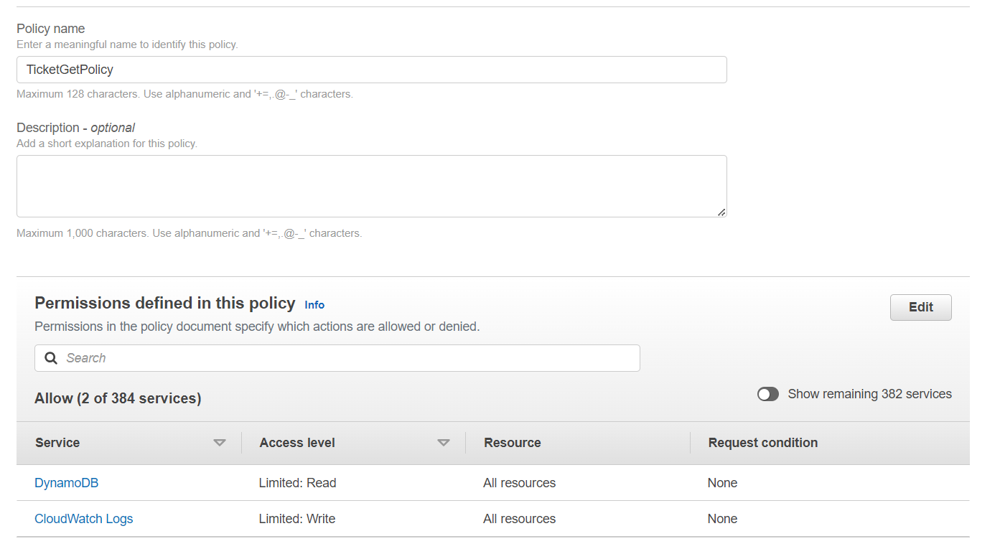 Policy name
Enter a meaningful name to identify this policy.
TicketGetPolicy
Maximum 128 characters. Use alphanumeric and '+=,.@-_' characters.
Description - optional
Add a short explanation for this policy.
Maximum 1,000 characters. Use alphanumeric and '+=,.@-_' characters.
Permissions defined in this policy Info
Edit
Permissions in the policy document specify which actions are allowed or denied.
Search
Allow (2 of 384 services)
Show remaining 382 services
Service Access level Resource Request condition
DynamoDB Limited: Read All resources None
CloudWatch Logs Limited: Write All resources None